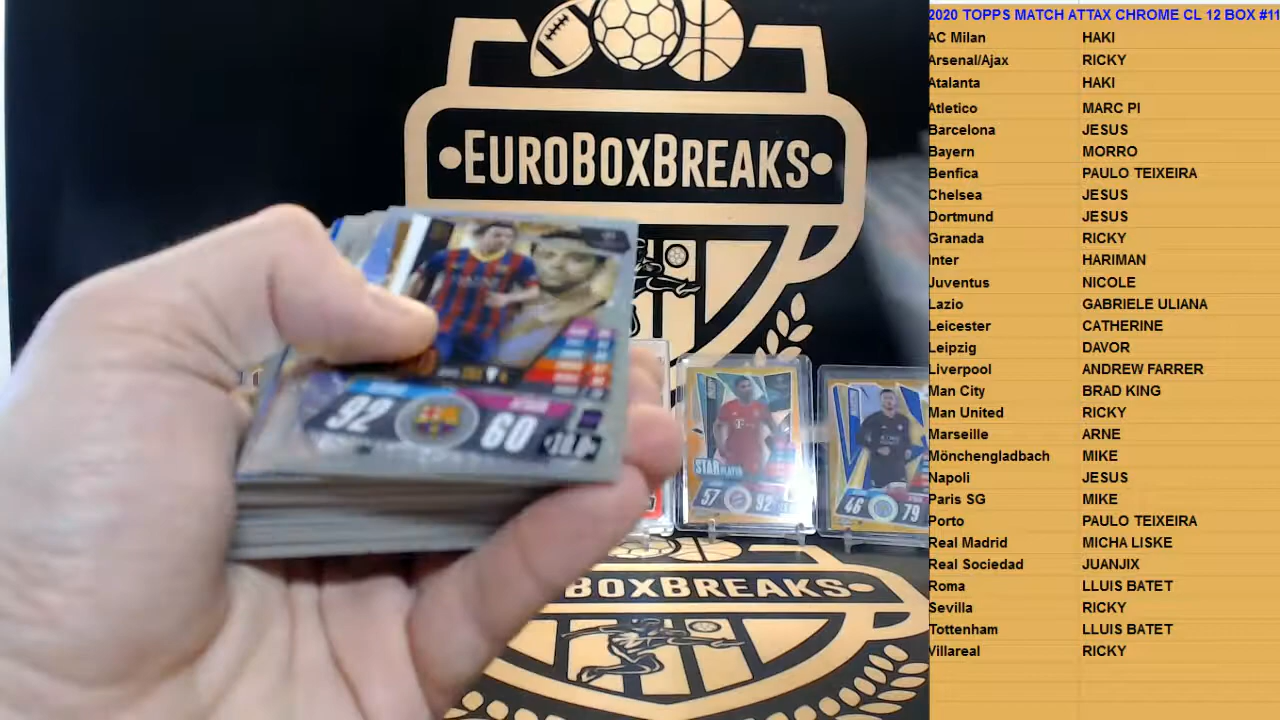 EUROBOXBREAKS
92
60
STAR PLAYER
57
92
46
79
BOXBREAKS
2020 TOPPS MATCH ATTAX CHROME CL 12 BOX #11
AC Milan HAKI
Arsenal/Ajax RICKY
Atalanta HAKI
Atletico MARC PI
Barcelona JESUS
Bayern MORRO
Benfica PAULO TEIXEIRA
Chelsea JESUS
Dortmund JESUS
Granada RICKY
Inter HARIMAN
Juventus NICOLE
Lazio GABRIELE ULIANA
Leicester CATHERINE
Leipzig DAVOR
Liverpool ANDREW FARRER
Man City BRAD KING
Man United RICKY
Marseille ARNE
Mönchengladbach MIKE
Napoli JESUS
Paris SG MIKE
Porto PAULO TEIXEIRA
Real Madrid MICHA LISKE
Real Sociedad JUANJIX
Roma LLUIS BATET
Sevilla RICKY
Tottenham LLUIS BATET
Villareal RICKY